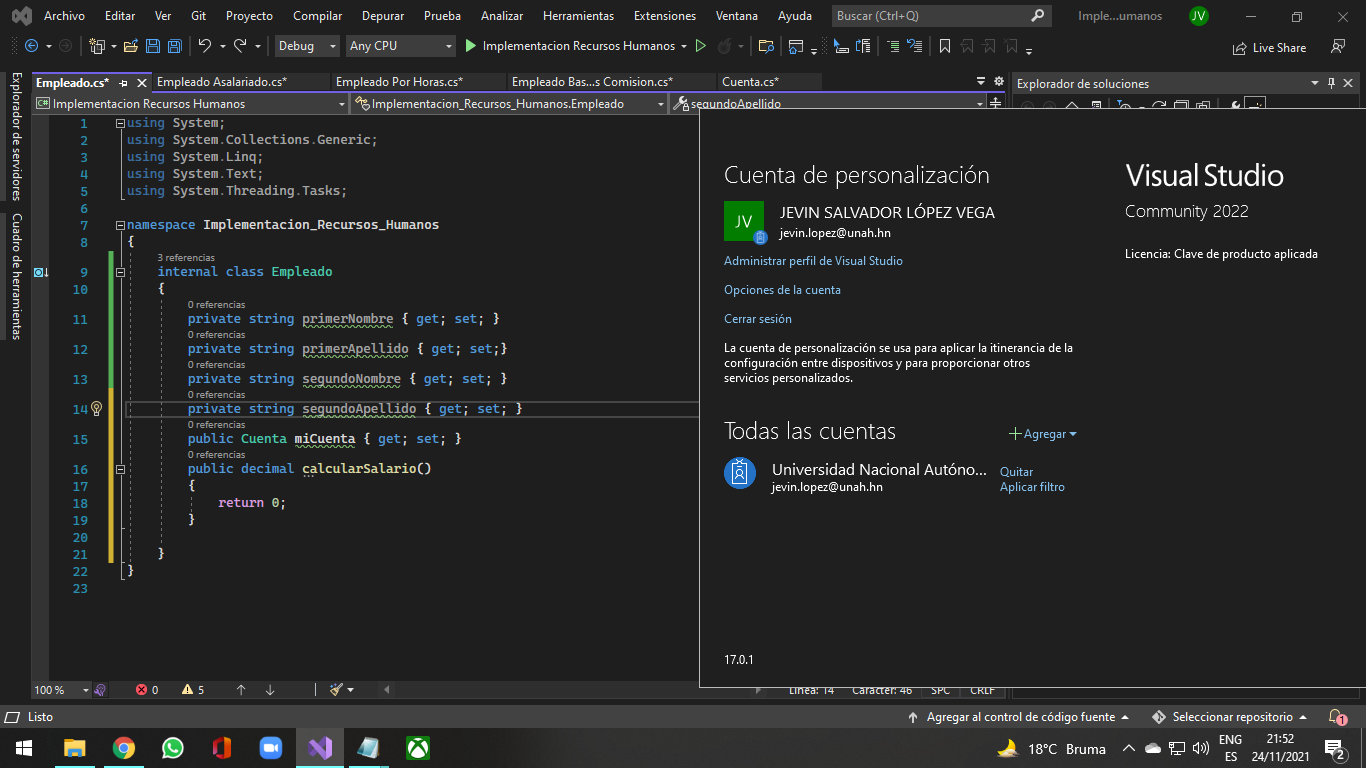 Archivo Editar Ver Git Proyecto Compilar Depurar Prueba Analizar Herramientas Extensiones Ventana Ayuda Buscar (Ctrl+Q) Imple...umanos JV
Debug Any CPU Implementacion Recursos Humanos Live Share
Explorador de servidores
Cuadro de herramientas
Empleado.cs* Empleado Asalariado.cs* Empleado Por Horas.cs* Empleado Bas...s Comision.cs* Cuenta.cs* Explorador de soluciones
Implementacion Recursos Humanos Implementacion_Recursos_Humanos.Empleado segundoApellido
1 using System;
2 using System.Collections.Generic;
3 using System.Linq;
4 using System.Text;
5 using System.Threading.Tasks;
6
7 namespace Implementacion_Recursos_Humanos
8 {
3 referencias
9 internal class Empleado
10 {
0 referencias
11 private string primerNombre { get; set; }
0 referencias
12 private string primerApellido { get; set;}
0 referencias
13 private string segundoNombre { get; set; }
0 referencias
14 private string segundoApellido { get; set; }
0 referencias
15 public Cuenta miCuenta { get; set; }
0 referencias
16 public decimal calcularSalario()
17 {
18 return 0;
19 }
20
21 }
22 }
23
Cuenta de personalización
JV JEVIN SALVADOR LÓPEZ VEGA
jevin.lopez@unah.hn
Administrar perfil de Visual Studio
Opciones de la cuenta
Cerrar sesión
La cuenta de personalización se usa para aplicar la itinerancia de la
configuración entre dispositivos y para proporcionar otros
servicios personalizados.
Todas las cuentas Agregar
Universidad Nacional Autóno... Quitar
jevin.lopez@unah.hn Aplicar filtro
17.0.1
Visual Studio
Community 2022
Licencia: Clave de producto aplicada
100 % 0 5 Línea: 14 Carácter: 46 SPC CRLF
Listo Agregar al control de código fuente Seleccionar repositorio 1
18°C Bruma ENG 21:52
ES 24/11/2021 2